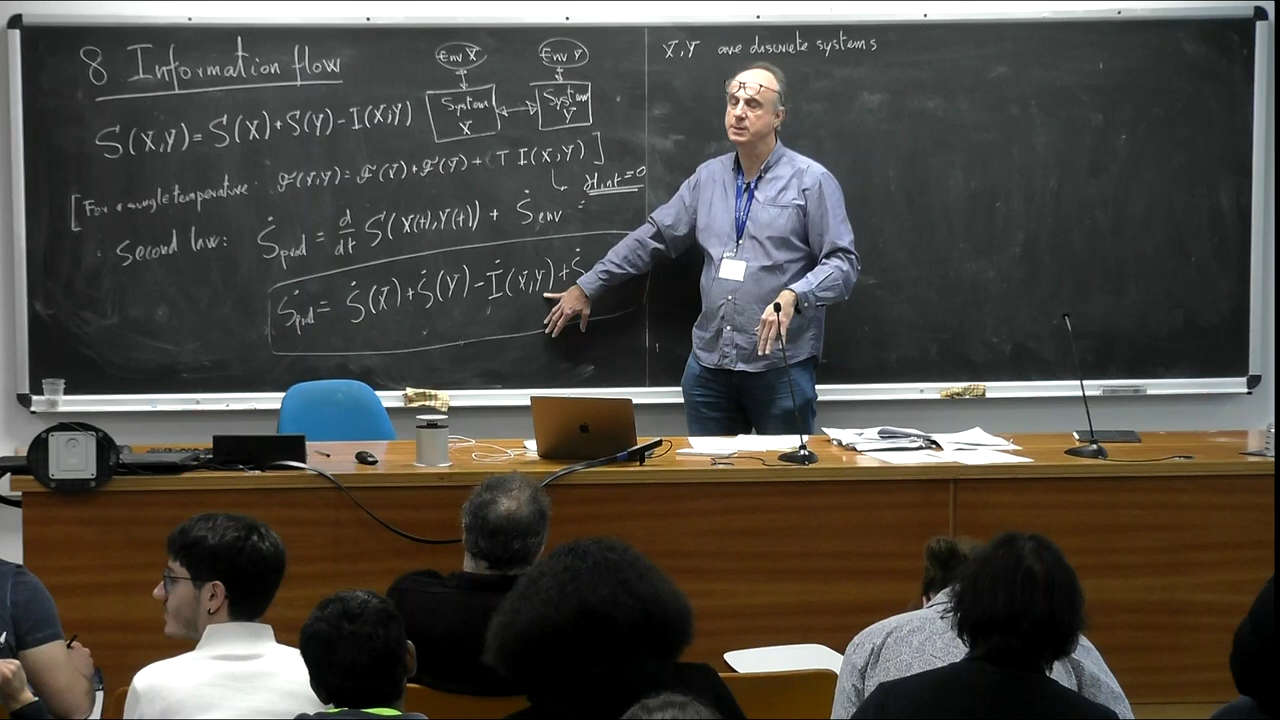 8 Information flow
Env X
Env Y
System X
System Y
S(X,Y) = S(X) + S(Y) - I(X;Y)
[For a single temperature: ℱ(X,Y) = ℱ(X) + ℱ(Y) + T I(X;Y)]
↳ H_int = 0
· Second law: Ṡ_prod = d/dt S(X(t),Y(t)) + Ṡ_env
Ṡ_prod = Ṡ(X) + Ṡ(Y) - İ(X;Y) + Ṡ
X,Y are discrete systems